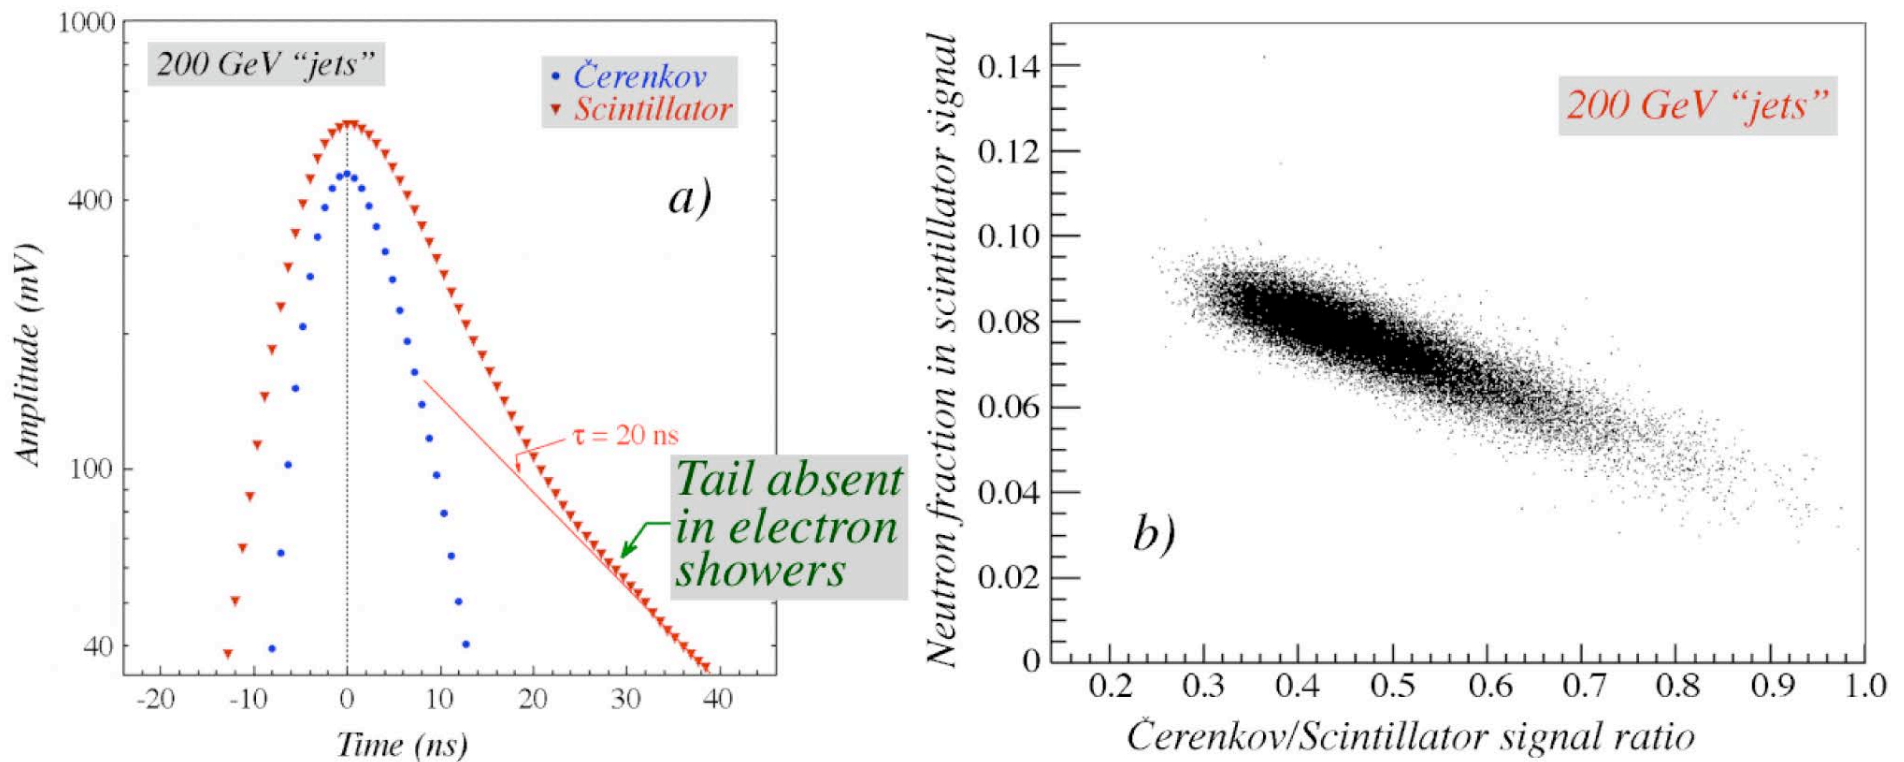 1000
400
100
40
Amplitude (mV)
200 GeV “jets”
Čerenkov
Scintillator
a)
τ = 20 ns
Tail absent
in electron
showers
-20 -10 0 10 20 30 40
Time (ns)
Neutron fraction in scintillator signal
0.14
0.12
0.10
0.08
0.06
0.04
0.02
0
200 GeV “jets”
b)
0.2 0.3 0.4 0.5 0.6 0.7 0.8 0.9 1.0
Čerenkov/Scintillator signal ratio